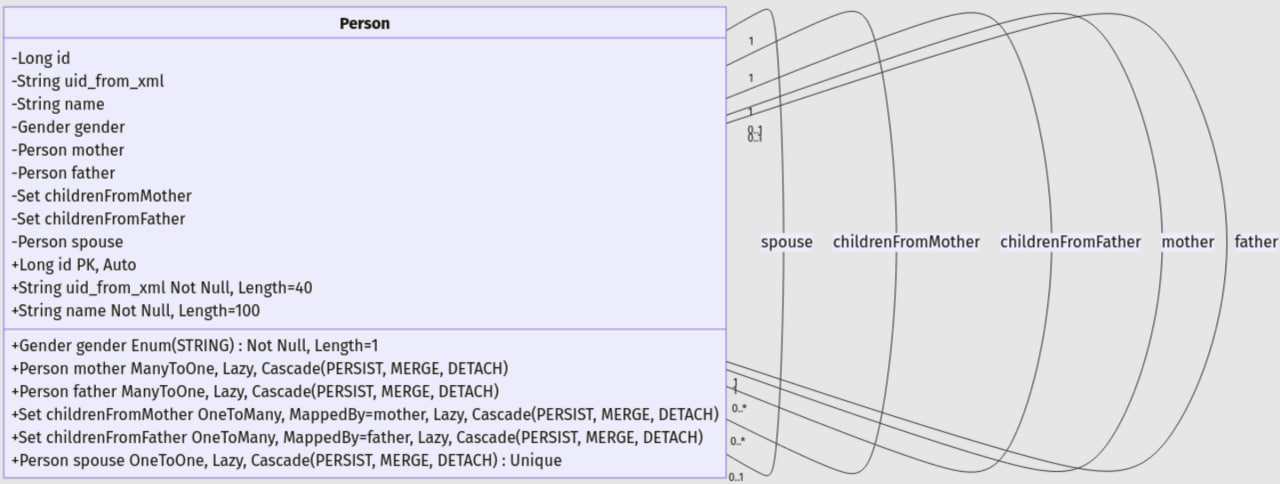 Person
-Long id
-String uid_from_xml
-String name
-Gender gender
-Person mother
-Person father
-Set childrenFromMother
-Set childrenFromFather
-Person spouse
+Long id PK, Auto
+String uid_from_xml Not Null, Length=40
+String name Not Null, Length=100
+Gender gender Enum(STRING) : Not Null, Length=1
+Person mother ManyToOne, Lazy, Cascade(PERSIST, MERGE, DETACH)
+Person father ManyToOne, Lazy, Cascade(PERSIST, MERGE, DETACH)
+Set childrenFromMother OneToMany, MappedBy=mother, Lazy, Cascade(PERSIST, MERGE, DETACH)
+Set childrenFromFather OneToMany, MappedBy=father, Lazy, Cascade(PERSIST, MERGE, DETACH)
+Person spouse OneToOne, Lazy, Cascade(PERSIST, MERGE, DETACH) : Unique
1
1
1
0..1
0..1
spouse childrenFromMother childrenFromFather mother father
1
1
0..*
0..*
0..1